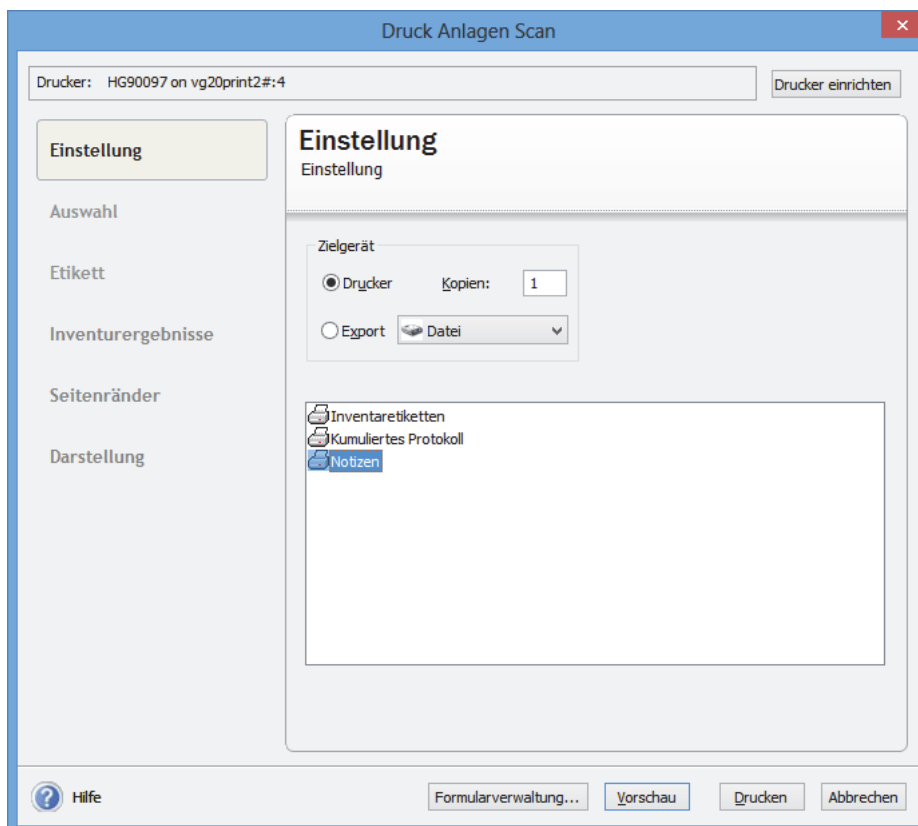 Druck Anlagen Scan
Drucker: HG90097 on vg20print2#:4
Drucker einrichten
Einstellung
Auswahl
Etikett
Inventurergebnisse
Seitenränder
Darstellung
Einstellung
Einstellung
Zielgerät
Drucker Kopien: 1
Export Datei
Inventaretiketten
Kumuliertes Protokoll
Notizen
Hilfe
Formularverwaltung...
Vorschau
Drucken
Abbrechen